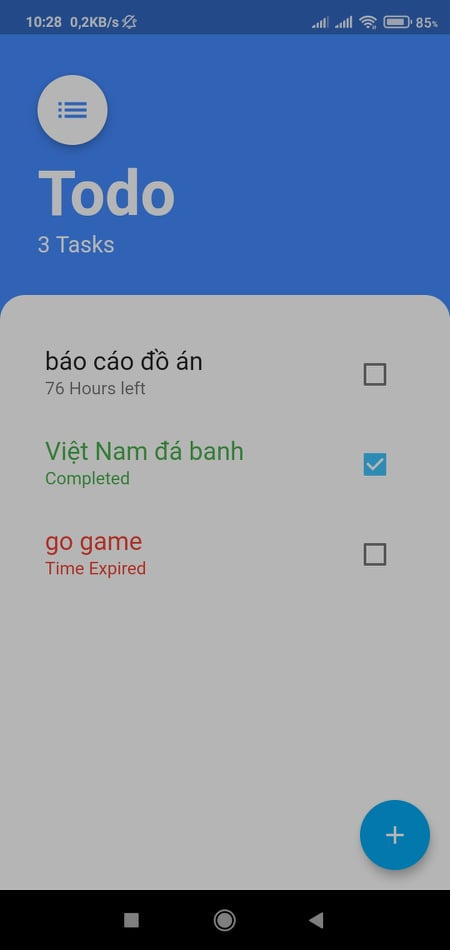 10:28 0,2KB/s 85%
Todo
3 Tasks
báo cáo đồ án
76 Hours left
Việt Nam đá banh
Completed
go game
Time Expired